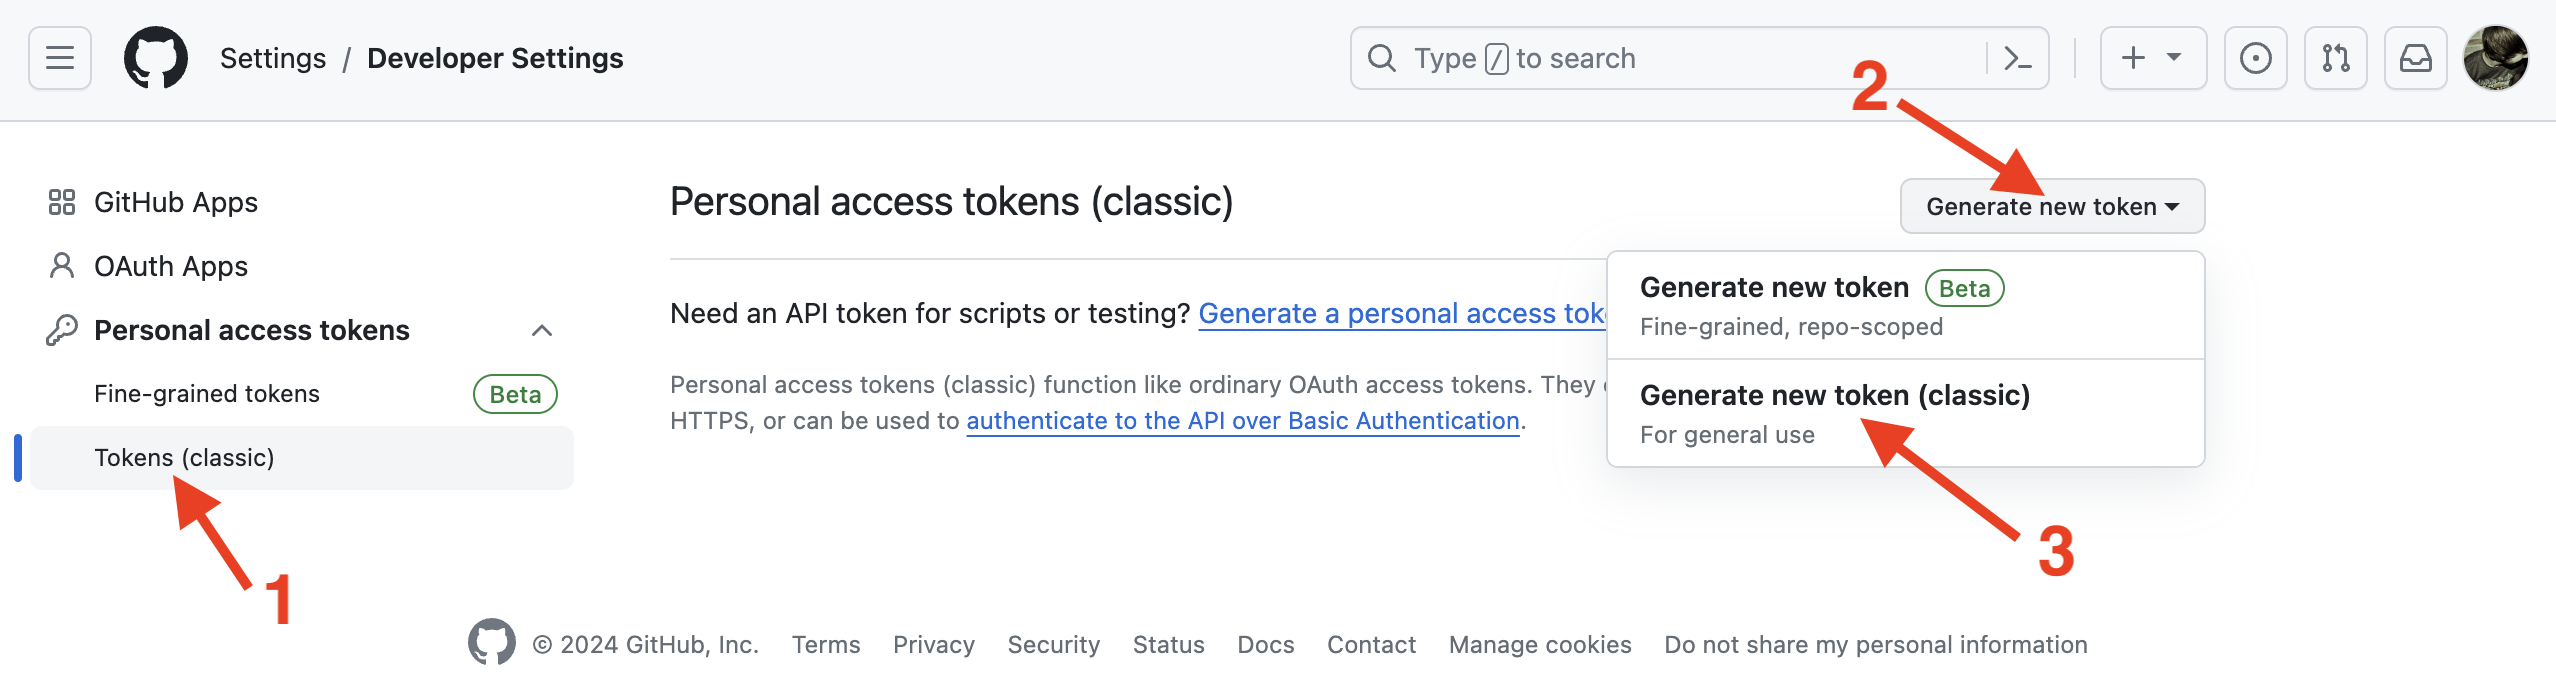 Settings / Developer Settings
Type / to search
2
GitHub Apps
OAuth Apps
Personal access tokens
Fine-grained tokens Beta
Tokens (classic)
1
Personal access tokens (classic)
Generate new token
Need an API token for scripts or testing? Generate a personal access
Personal access tokens (classic) function like ordinary OAuth access tokens. They
HTTPS, or can be used to authenticate to the API over Basic Authentication.
Generate new token Beta
Fine-grained, repo-scoped
Generate new token (classic)
For general use
3
© 2024 GitHub, Inc. Terms Privacy Security Status Docs Contact Manage cookies Do not share my personal information